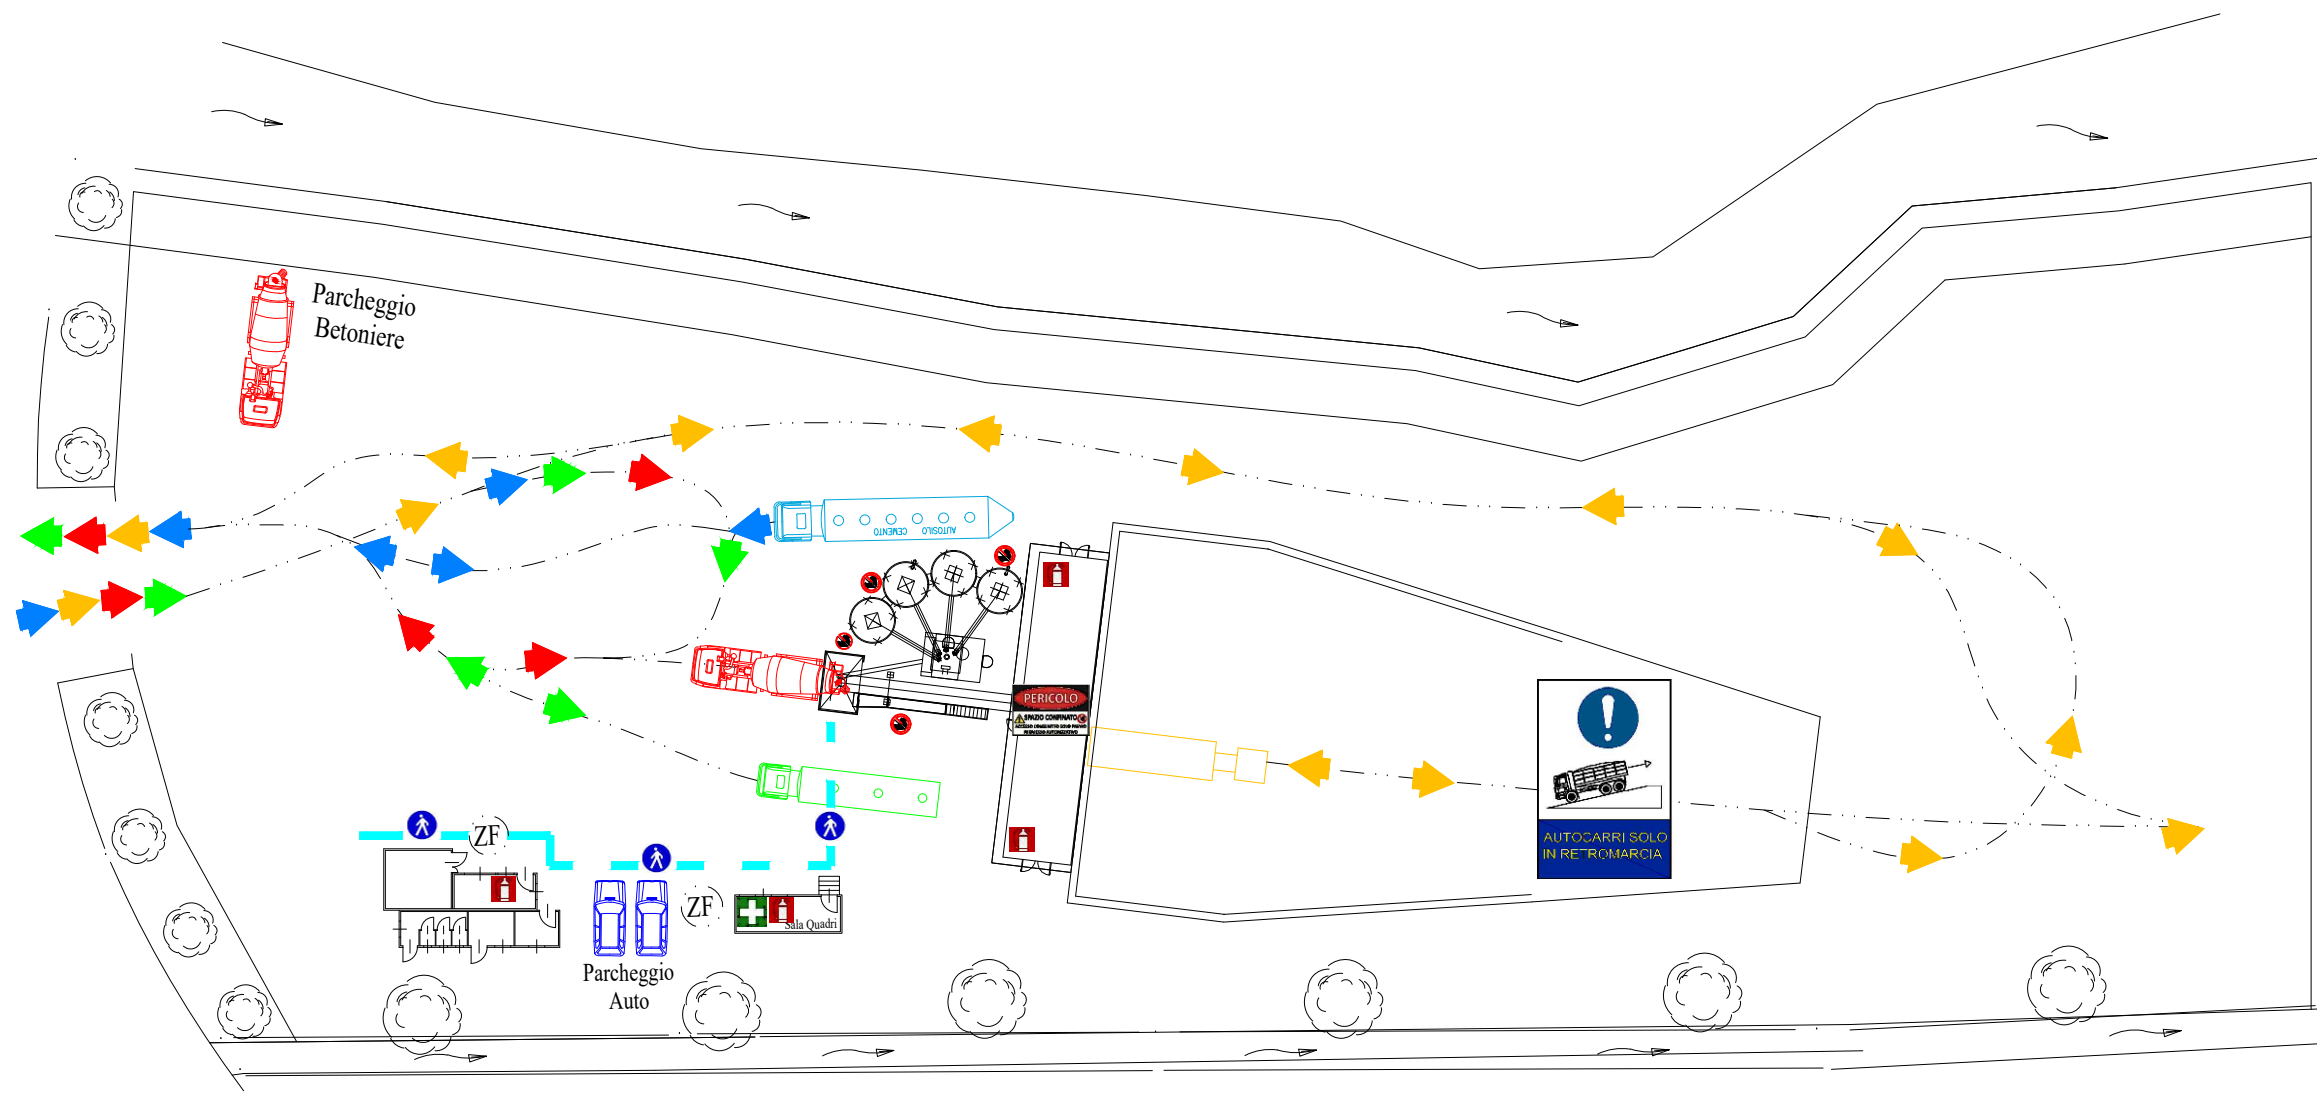 Parcheggio
Betoniere
AUTOSILO
CEMENTO
PERICOLO
SPAZIO CONFINATO
AUTOCARRI SOLO
IN RETROMARCIA
ZF
ZF
Sala Quadri
Parcheggio
Auto